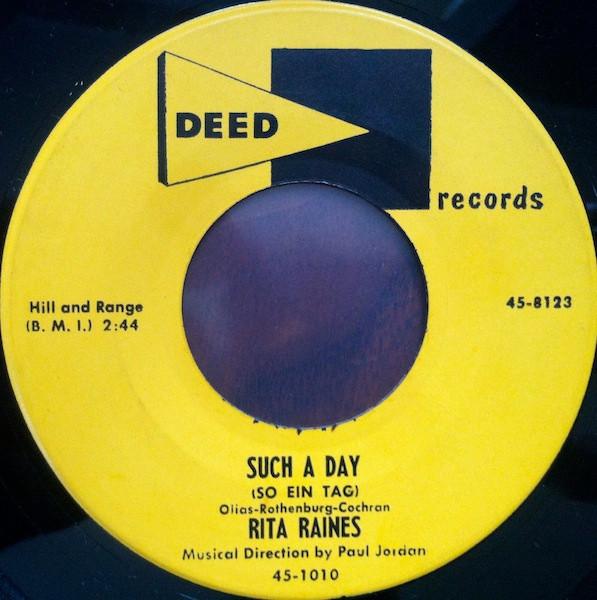 DEED
records
Hill and Range
(B. M. I.) 2:44
45-8123
SUCH A DAY
(SO EIN TAG)
Olias-Rothenburg-Cochran
RITA RAINES
Musical Direction by Paul Jordan
45-1010